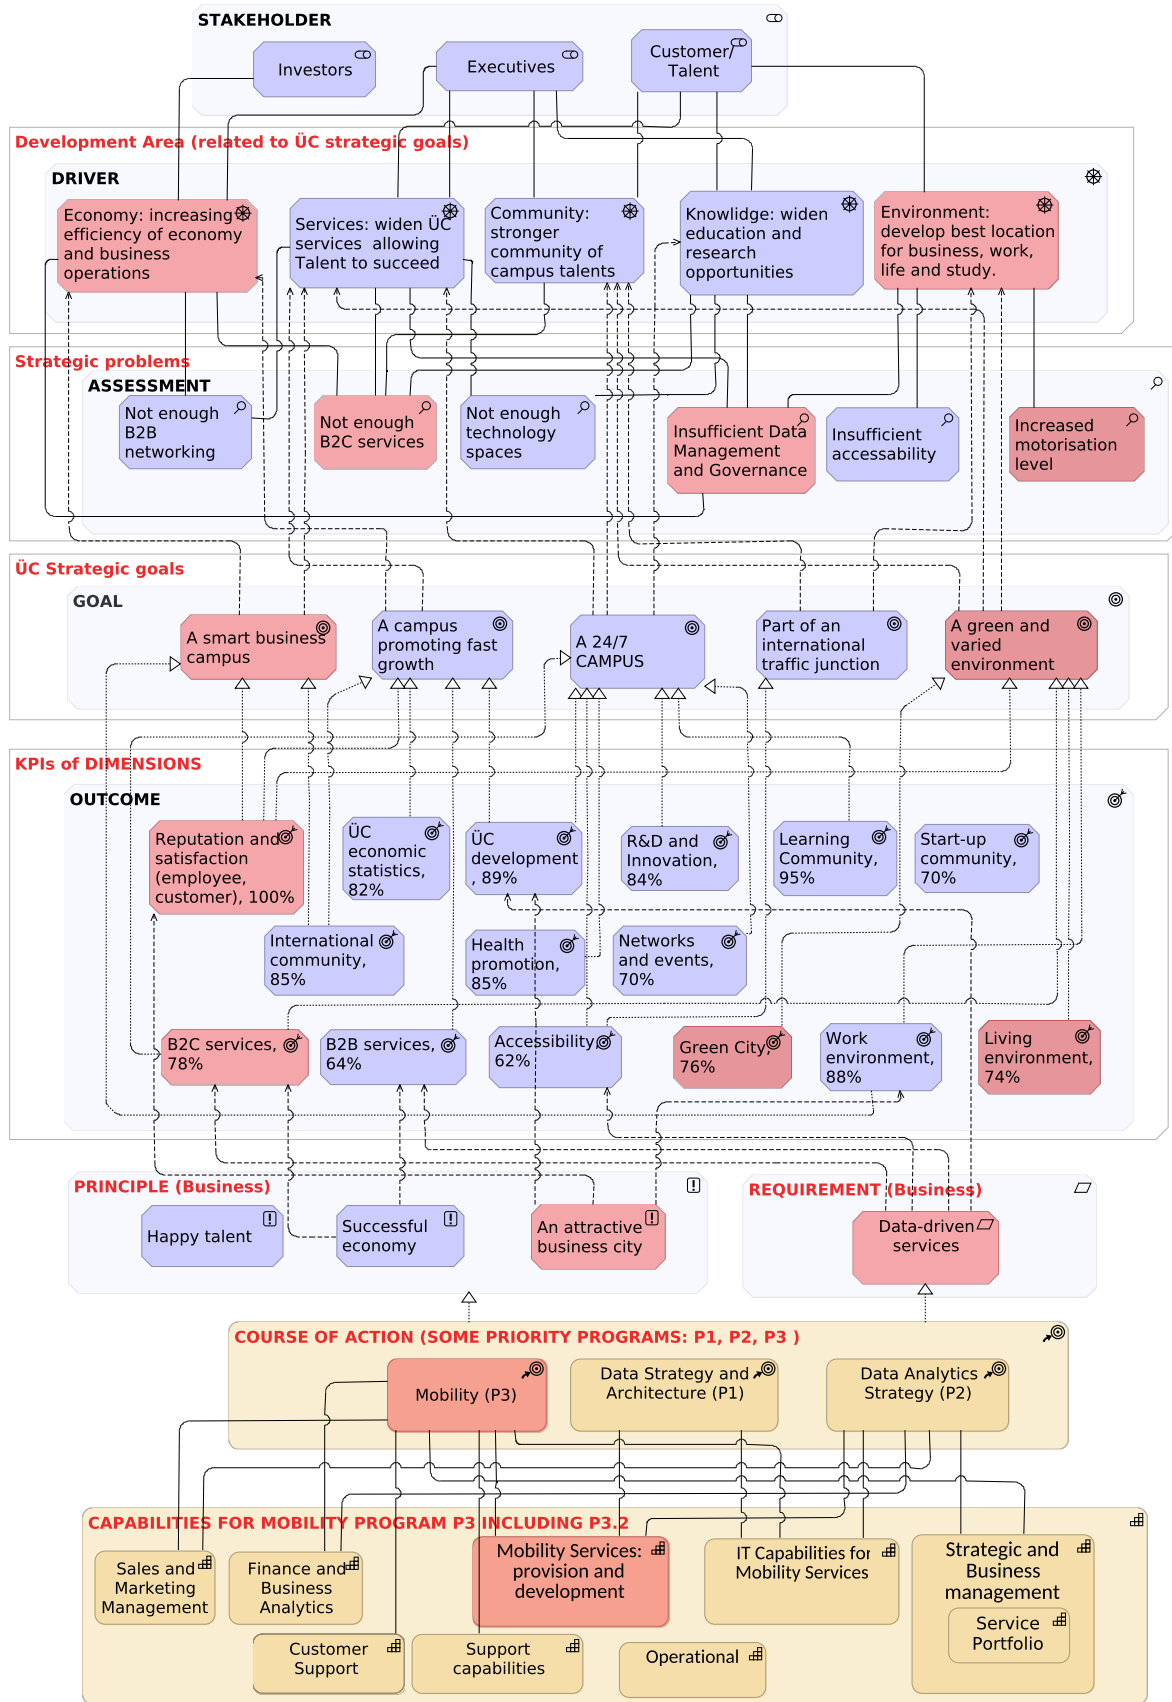 STAKEHOLDER
Investors
Executives
Customer/
Talent
Development Area (related to ÜC strategic goals)
DRIVER
Economy: increasing
efficiency of economy
and business
operations
Services: widen ÜC
services  allowing
Talent to succeed
Community:
stronger
community of
campus talents
Knowlidge: widen
education and
research
opportunities
Environment:
develop best location
for business, work,
life and study.
Strategic problems
ASSESSMENT
Not enough
B2B
networking
Not enough
B2C services
Not enough
technology
spaces
Insufficient Data
Management
and Governance
Insufficient
accessability
Increased
motorisation
level
ÜC Strategic goals
GOAL
A smart business
campus
A campus
promoting fast
growth
A 24/7
CAMPUS
Part of an
international
traffic junction
A green and
varied
environment
KPIs of DIMENSIONS
OUTCOME
Reputation and
satisfaction
(employee,
customer), 100%
ÜC
economic
statistics,
82%
ÜC
development
, 89%
R&D and
Innovation,
84%
Learning
Community,
95%
Start-up
community,
70%
International
community,
85%
Health
promotion,
85%
Networks
and events,
70%
B2C services,
78%
B2B services,
64%
Accessibility,
62%
Green City,
76%
Work
environment,
88%
Living
environment,
74%
PRINCIPLE (Business)
Happy talent
Successful
economy
An attractive
business city
REQUIREMENT (Business)
Data-driven
services
COURSE OF ACTION (SOME PRIORITY PROGRAMS: P1, P2, P3 )
Mobility (P3)
Data Strategy and
Architecture (P1)
Data Analytics
Strategy (P2)
CAPABILITIES FOR MOBILITY PROGRAM P3 INCLUDING P3.2
Sales and
Marketing
Management
Finance and
Business
Analytics
Mobility Services:
provision and
development
IT Capabilities for
Mobility Services
Strategic and
Business
management
Service
Portfolio
Customer
Support
Support
capabilities
Operational